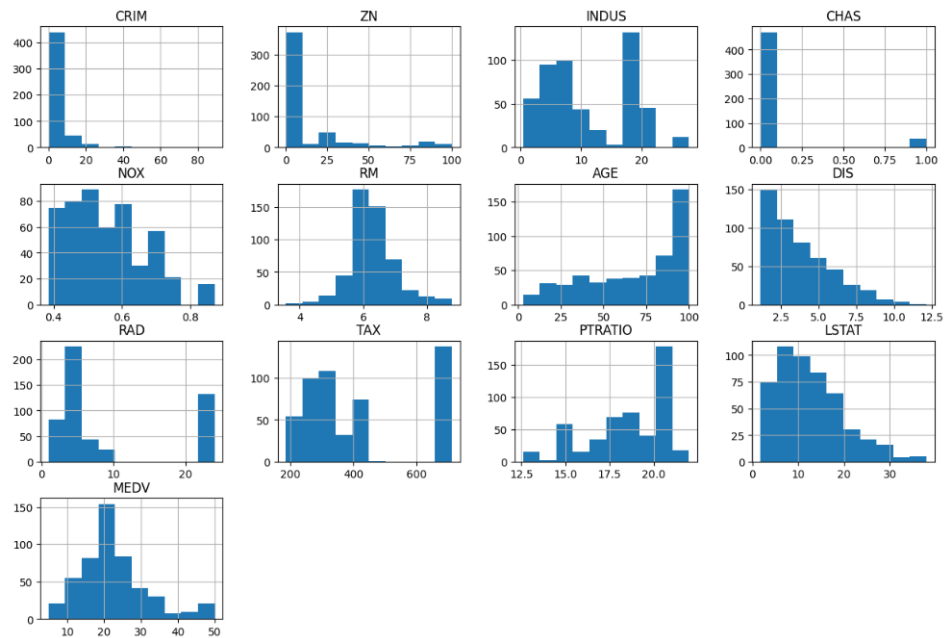 CRIM ZN INDUS CHAS
400 300 200 100 0
0 20 40 60 80
300 200 100 0
0 25 50 75 100
100 50 0
10 20
400 300 200 100 0
0.00 0.25 0.50 0.75 1.00
NOX RM AGE DIS
80 60 40 20 0
0.4 0.6 0.8
150 100 50 0
4 6 8
150 100 50 0
0 25 50 75 100
150 100 50 0
2.5 5.0 7.5 10.0 12.5
RAD TAX PTRATIO LSTAT
200 150 100 50 0
0 10 20
100 50 0
200 400 600
150 100 50 0
12.5 15.0 17.5 20.0
100 75 50 25 0
0 10 20 30
MEDV
150 100 50 0
10 20 30 40 50